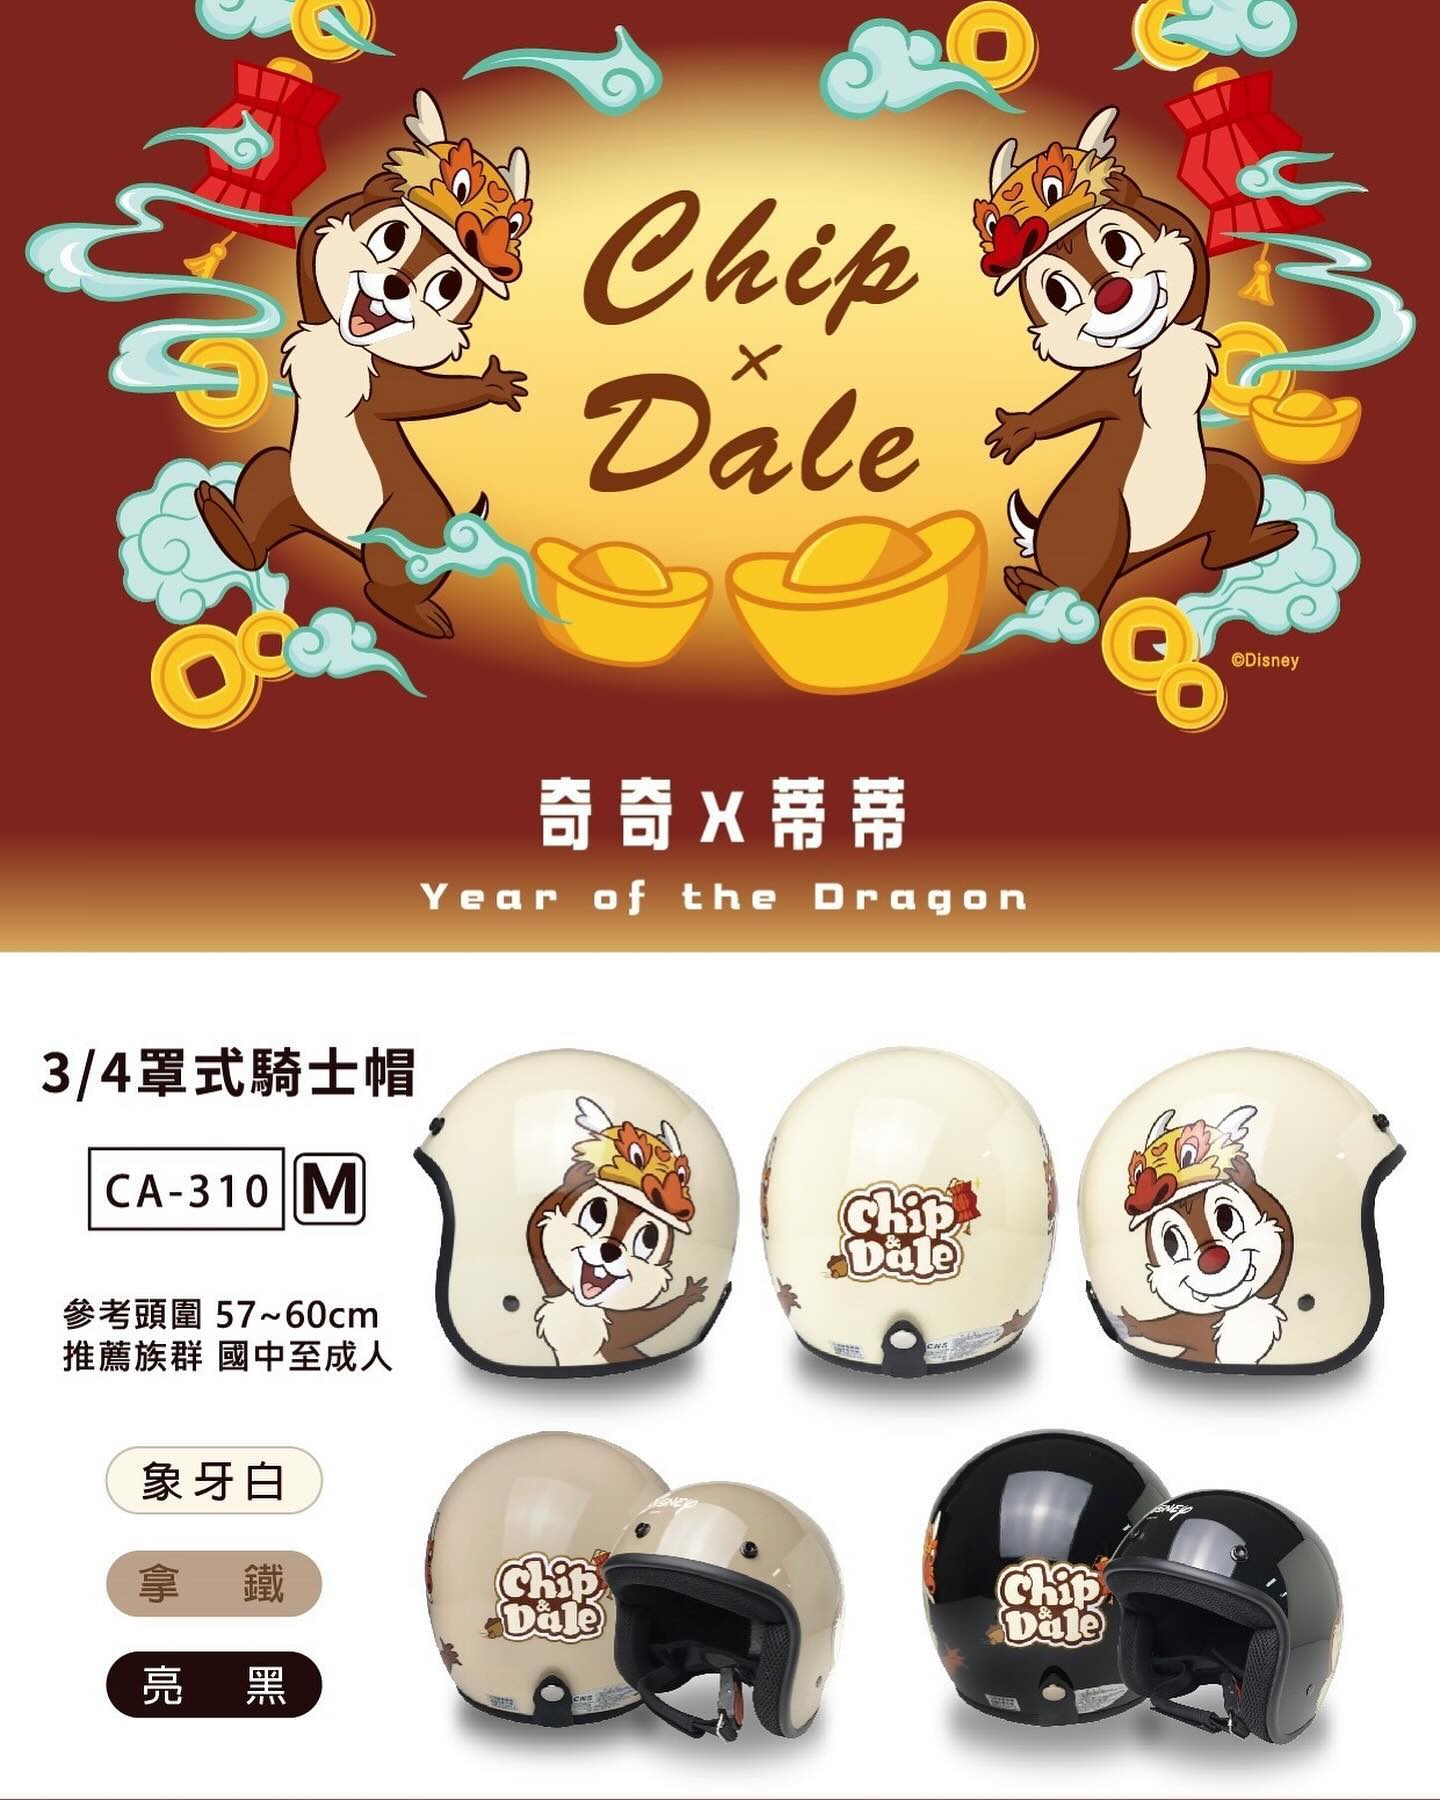 Chip
×
Dale
©Disney
奇奇X蒂蒂
Year of the Dragon
3/4罩式騎士帽
CA-310 M
參考頭圍 57~60cm
推薦族群 國中至成人
Chip
&
Dale
CNS
象牙白
拿鐵
亮黑
Chip
&
Dale
CNS
Chip
&
Dale